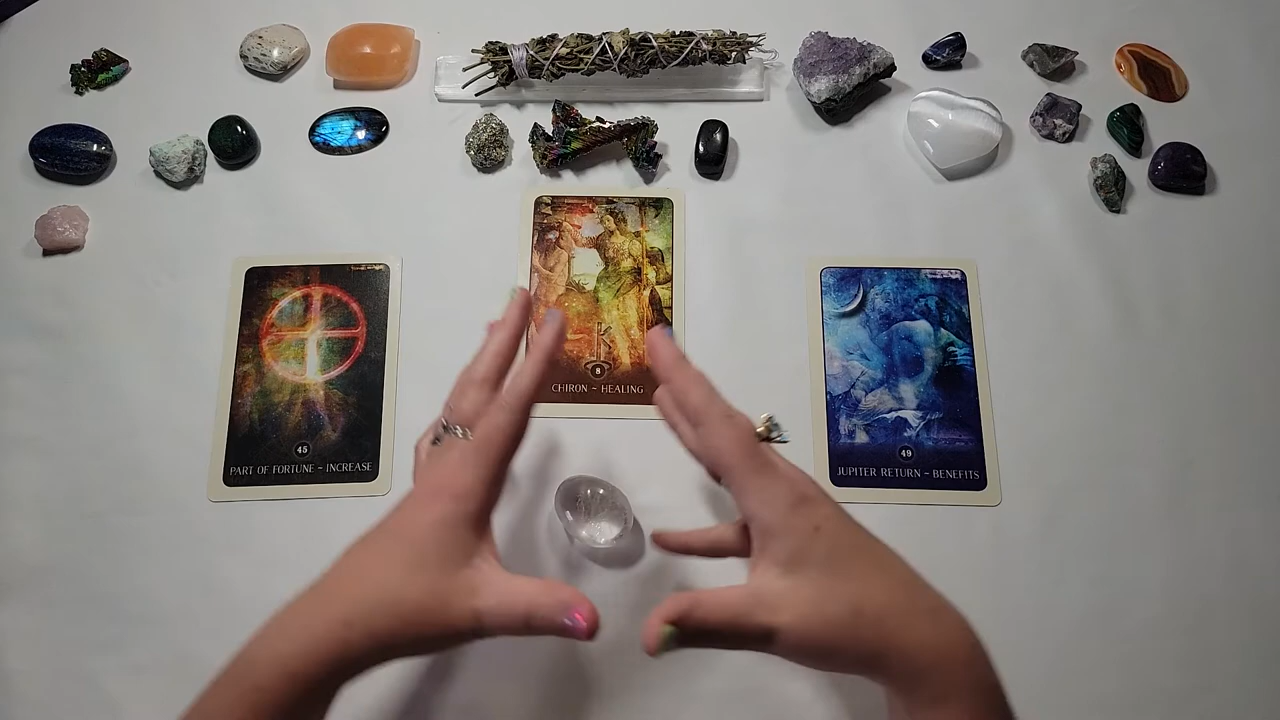 45
PART OF FORTUNE ~ INCREASE
8
CHIRON ~ HEALING
49
JUPITER RETURN ~ BENEFITS